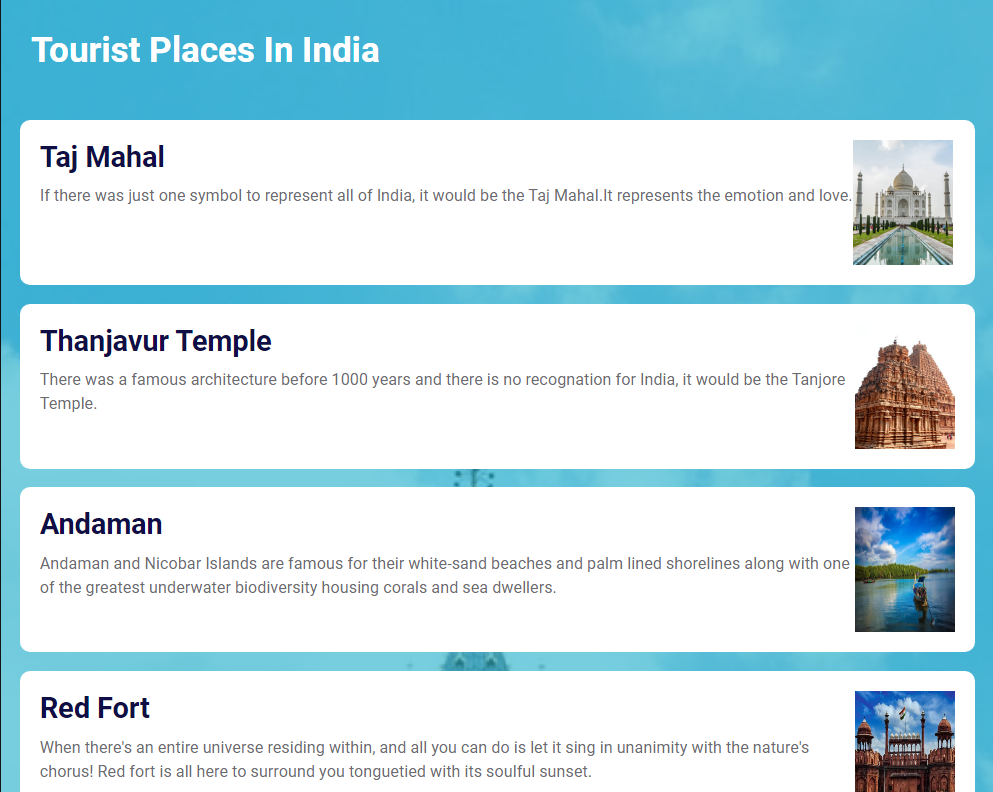 Tourist Places In India
Taj Mahal
If there was just one symbol to represent all of India, it would be the Taj Mahal.It represents the emotion and love.
Thanjavur Temple
There was a famous architecture before 1000 years and there is no recognation for India, it would be the Tanjore
Temple.
Andaman
Andaman and Nicobar Islands are famous for their white-sand beaches and palm lined shorelines along with one
of the greatest underwater biodiversity housing corals and sea dwellers.
Red Fort
When there's an entire universe residing within, and all you can do is let it sing in unanimity with the nature's
chorus! Red fort is all here to surround you tonguetied with its soulful sunset.